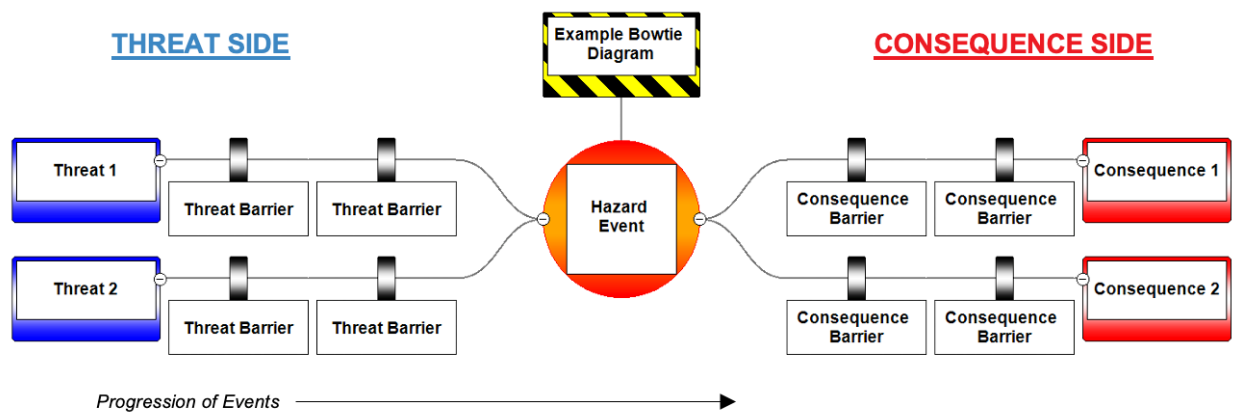 THREAT SIDE
Example Bowtie
Diagram
CONSEQUENCE SIDE
Threat 1
Threat Barrier
Threat Barrier
Hazard
Event
Consequence
Barrier
Consequence
Barrier
Consequence 1
Threat 2
Threat Barrier
Threat Barrier
Consequence
Barrier
Consequence
Barrier
Consequence 2
Progression of Events